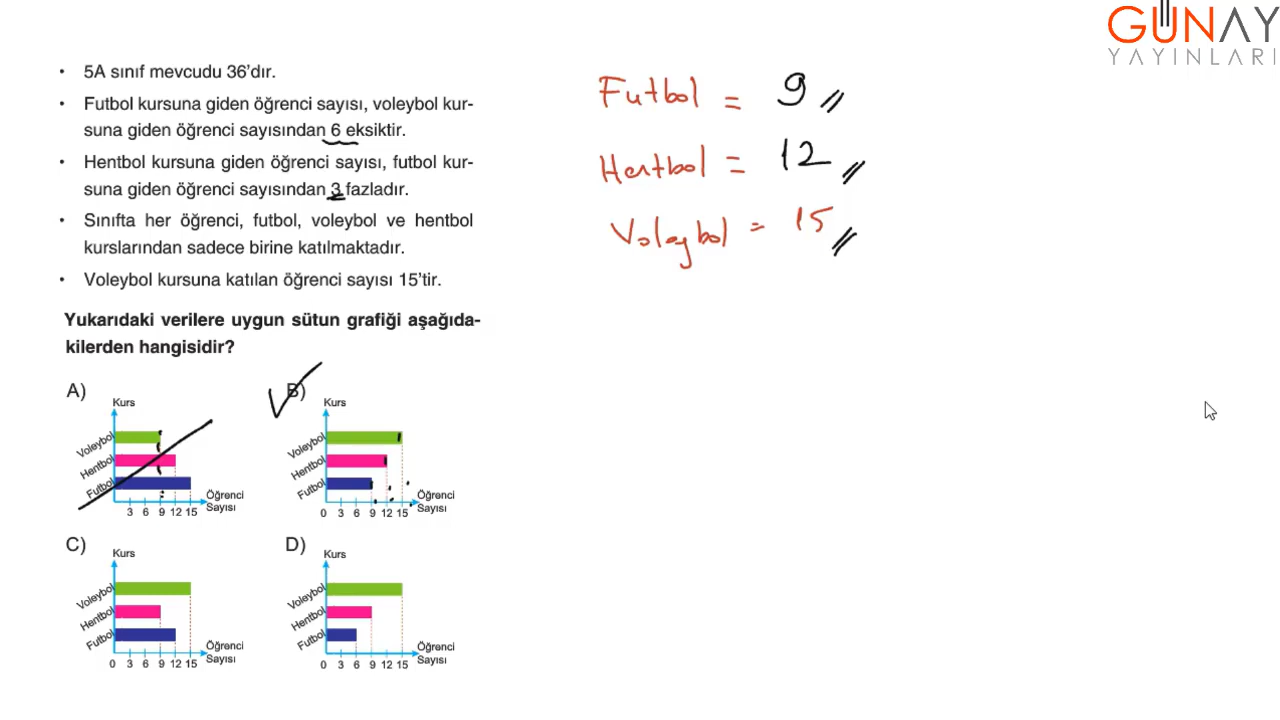 GÜNAY
YAYINLARI
• 5A sınıf mevcudu 36'dır.
• Futbol kursuna giden öğrenci sayısı, voleybol kur-
suna giden öğrenci sayısından 6 eksiktir.
• Hentbol kursuna giden öğrenci sayısı, futbol kur-
suna giden öğrenci sayısından 3 fazladır.
• Sınıfta her öğrenci, futbol, voleybol ve hentbol
kurslarından sadece birine katılmaktadır.
• Voleybol kursuna katılan öğrenci sayısı 15'tir.
Yukarıdaki verilere uygun sütun grafiği aşağıda-
kilerden hangisidir?
Futbol = 9
Hentbol = 12
Voleybol = 15
A)
Kurs
Voleybol
Hentbol
Futbol
3 6 9 12 15
Öğrenci
Sayısı
B)
Kurs
Voleybol
Hentbol
Futbol
0 3 6 9 12 15
Öğrenci
Sayısı
C)
Kurs
Voleybol
Hentbol
Futbol
0 3 6 9 12 15
Öğrenci
Sayısı
D)
Kurs
Voleybol
Hentbol
Futbol
0 3 6 9 12 15
Öğrenci
Sayısı